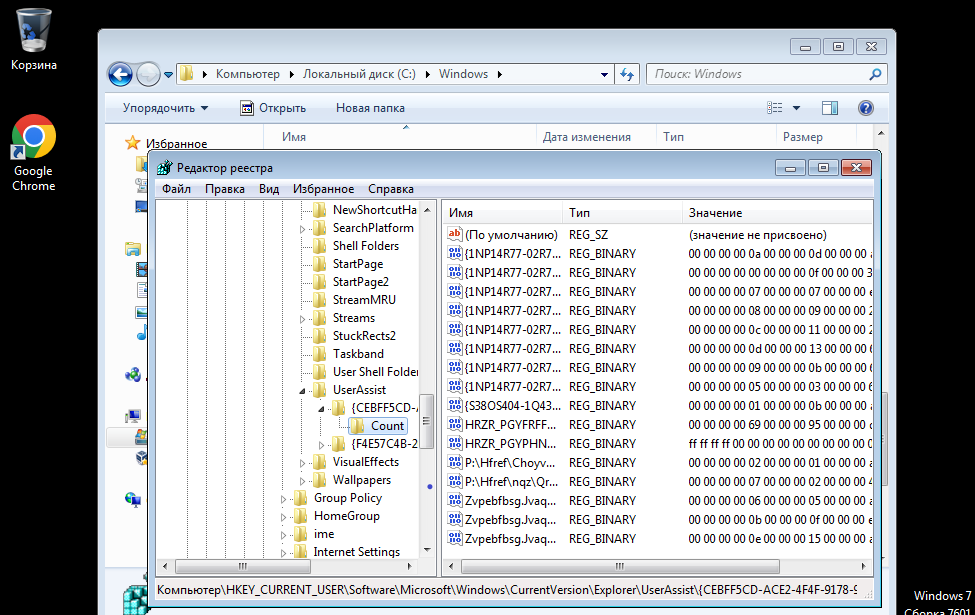 Корзина
Google
Chrome
Компьютер
Локальный диск (C:)
Windows
Поиск: Windows
Упорядочить
Открыть
Новая папка
Избранное
Имя
Дата изменения
Тип
Размер
Редактор реестра
Файл Правка Вид Избранное Справка
NewShortcutHa
SearchPlatform
Shell Folders
StartPage
StartPage2
StreamMRU
Streams
StuckRects2
Taskband
User Shell Folder
UserAssist
{CEBFF5CD-
Count
{F4E57C4B-2
VisualEffects
Wallpapers
Group Policy
HomeGroup
ime
Internet Settings
Имя Тип Значение
(По умолчанию) REG_SZ (значение не присвоено)
{1NP14R77-02R7... REG_BINARY 00 00 00 00 0a 00 00 00 0d 00 00 00
{1NP14R77-02R7... REG_BINARY 00 00 00 00 00 00 00 00 0f 00 00 00 3
{1NP14R77-02R7... REG_BINARY 00 00 00 00 07 00 00 00 07 00 00 00 e
{1NP14R77-02R7... REG_BINARY 00 00 00 00 08 00 00 00 09 00 00 00 2
{1NP14R77-02R7... REG_BINARY 00 00 00 00 0c 00 00 00 11 00 00 00 2
{1NP14R77-02R7... REG_BINARY 00 00 00 00 0d 00 00 00 13 00 00 00 6
{1NP14R77-02R7... REG_BINARY 00 00 00 00 09 00 00 00 0b 00 00 00 6
{1NP14R77-02R7... REG_BINARY 00 00 00 00 05 00 00 00 03 00 00 00 6
{S38OS404-1Q43... REG_BINARY 00 00 00 00 01 00 00 00 0b 00 00 00
HRZR_PGYFRFF... REG_BINARY 00 00 00 00 69 00 00 00 95 00 00 00
HRZR_PGYPHN... REG_BINARY ff ff ff ff 00 00 00 00 00 00 00 00 00
P:\Hfref\Choyv... REG_BINARY 00 00 00 00 02 00 00 00 01 00 00 00
P:\Hfref\nqz\Qr... REG_BINARY 00 00 00 00 07 00 00 00 02 00 00 00 4
Zvpebfbsg.Jvaq... REG_BINARY 00 00 00 00 06 00 00 00 05 00 00 00
Zvpebfbsg.Jvaq... REG_BINARY 00 00 00 00 0b 00 00 00 0f 00 00 00 e
Zvpebfbsg.Jvaq... REG_BINARY 00 00 00 00 0e 00 00 00 15 00 00 00
Компьютер\HKEY_CURRENT_USER\Software\Microsoft\Windows\CurrentVersion\Explorer\UserAssist\{CEBFF5CD-ACE2-4F4F-9178-9
Windows 7
Сборка 760